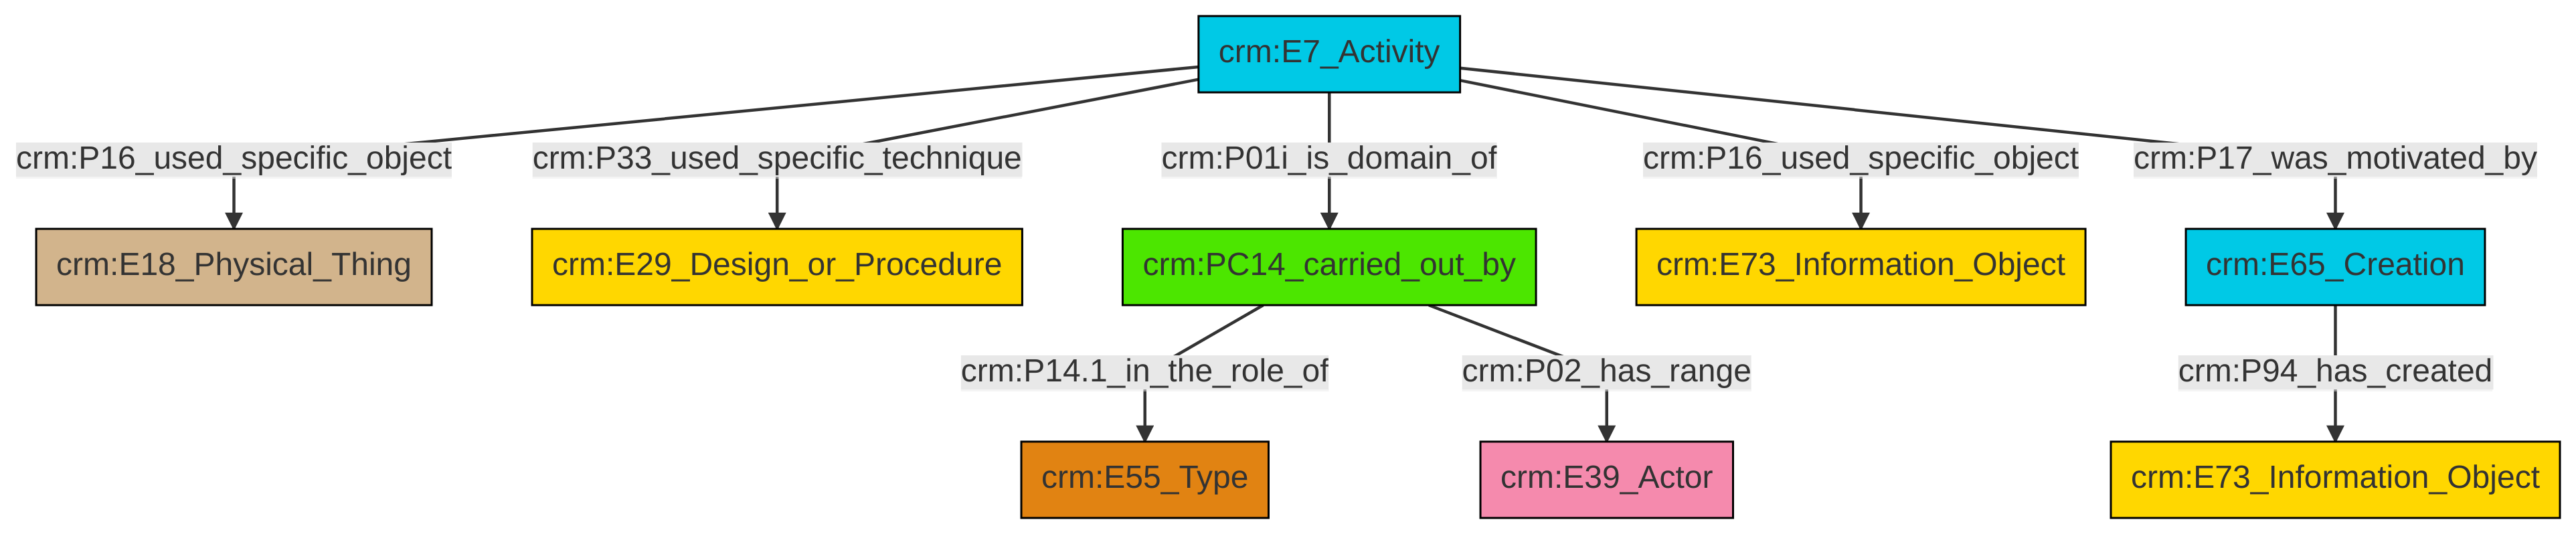 crm:E7_Activity
crm:P16_used_specific_object
crm:P33_used_specific_technique
crm:P01i_is_domain_of
crm:P16_used_specific_object
crm:P17_was_motivated_by
crm:E18_Physical_Thing
crm:E29_Design_or_Procedure
crm:PC14_carried_out_by
crm:E73_Information_Object
crm:E65_Creation
crm:P14.1_in_the_role_of
crm:P02_has_range
crm:P94_has_created
crm:E55_Type
crm:E39_Actor
crm:E73_Information_Object